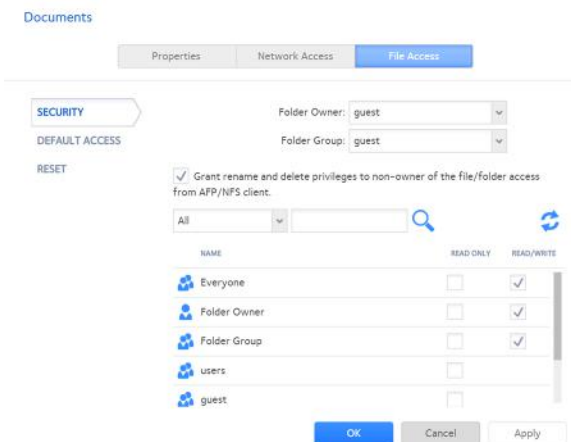 Documents
Properties Network Access File Access
SECURITY
DEFAULT ACCESS
RESET
Folder Owner: guest
Folder Group: guest
Grant rename and delete privileges to non-owner of the file/folder access
from AFP/NFS client.
All
NAME READ ONLY READ/WRITE
Everyone
Folder Owner
Folder Group
users
guest
OK Cancel Apply